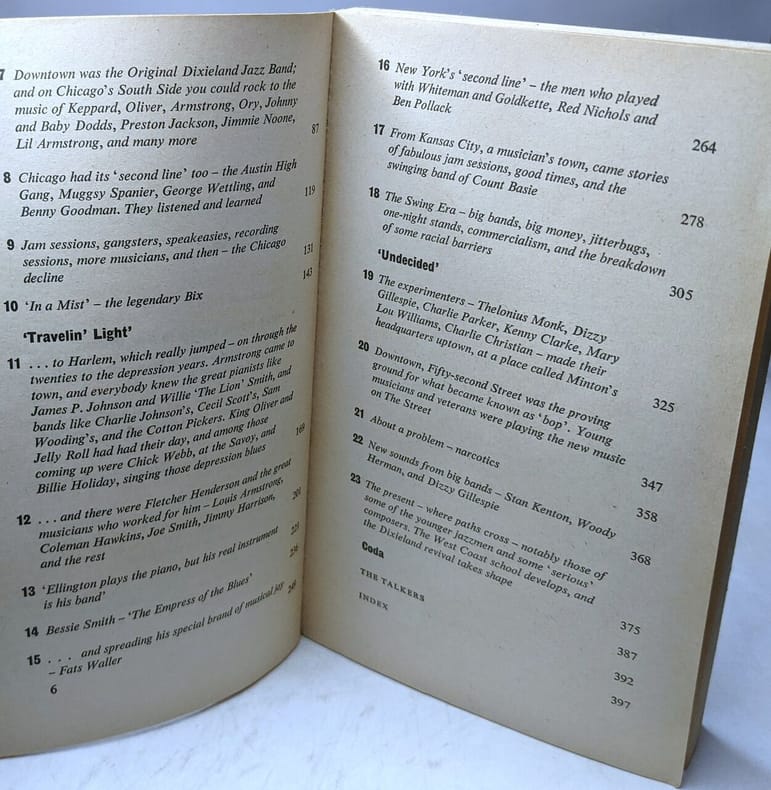 7 Downtown was the Original Dixieland Jazz Band;
and on Chicago's South Side you could rock to the
music of Keppard, Oliver, Armstrong, Ory, Johnny
and Baby Dodds, Preston Jackson, Jimmie Noone,
Lil Armstrong, and many more 87
8 Chicago had its 'second line' too – the Austin High
Gang, Muggsy Spanier, George Wettling, and
Benny Goodman. They listened and learned 119
9 Jam sessions, gangsters, speakeasies, recording
sessions, more musicians, and then – the Chicago
decline 131
10 'In a Mist' – the legendary Bix 143
'Travelin' Light'
11 . . . to Harlem, which really jumped – on through the
twenties to the depression years. Armstrong came to
town, and everybody knew the great pianists like
James P. Johnson and Willie 'The Lion' Smith, and
bands like Charlie Johnson's, Cecil Scott's, Sam
Wooding's, and the Cotton Pickers. King Oliver and
Jelly Roll had had their day, and among those
coming up were Chick Webb, at the Savoy, and
Billie Holiday, singing those depression blues 169
12 . . . and there were Fletcher Henderson and the great
musicians who worked for him – Louis Armstrong,
Coleman Hawkins, Joe Smith, Jimmy Harrison,
and the rest
13 'Ellington plays the piano, but his real instrument
is his band'
14 Bessie Smith – 'The Empress of the Blues'
15 . . . and spreading his special brand of musical joy
– Fats Waller
6
16 New York's 'second line' – the men who played
with Whiteman and Goldkette, Red Nichols and
Ben Pollack 264
17 From Kansas City, a musician's town, came stories
of fabulous jam sessions, good times, and the
swinging band of Count Basie 278
18 The Swing Era – big bands, big money, jitterbugs,
one-night stands, commercialism, and the breakdown
of some racial barriers 305
'Undecided'
19 The experimenters – Thelonius Monk, Dizzy
Gillespie, Charlie Parker, Kenny Clarke, Mary
Lou Williams, Charlie Christian – made their
headquarters uptown, at a place called Minton's 325
20 Downtown, Fifty-second Street was the proving
ground for what became known as 'bop'. Young
musicians and veterans were playing the new music
on The Street 347
21 About a problem – narcotics 358
22 New sounds from big bands – Stan Kenton, Woody
Herman, and Dizzy Gillespie 368
23 The present – where paths cross – notably those of
some of the younger jazzmen and some 'serious'
composers. The West Coast school develops, and
the Dixieland revival takes shape 375
Coda 387
THE TALKERS 392
INDEX 397